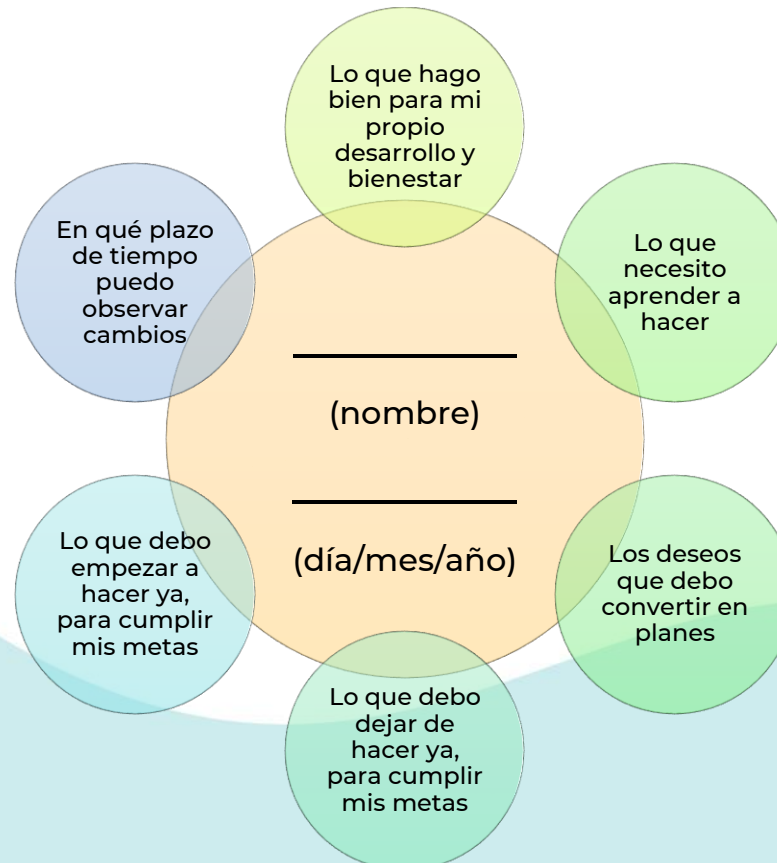 Lo que hago
bien para mi
propio
desarrollo y
bienestar
Lo que
necesito
aprender a
hacer
Los deseos
que debo
convertir en
planes
Lo que debo
dejar de
hacer ya,
para cumplir
mis metas
Lo que debo
empezar a
hacer ya,
para cumplir
mis metas
En qué plazo
de tiempo
puedo
observar
cambios
(nombre)
(día/mes/año)